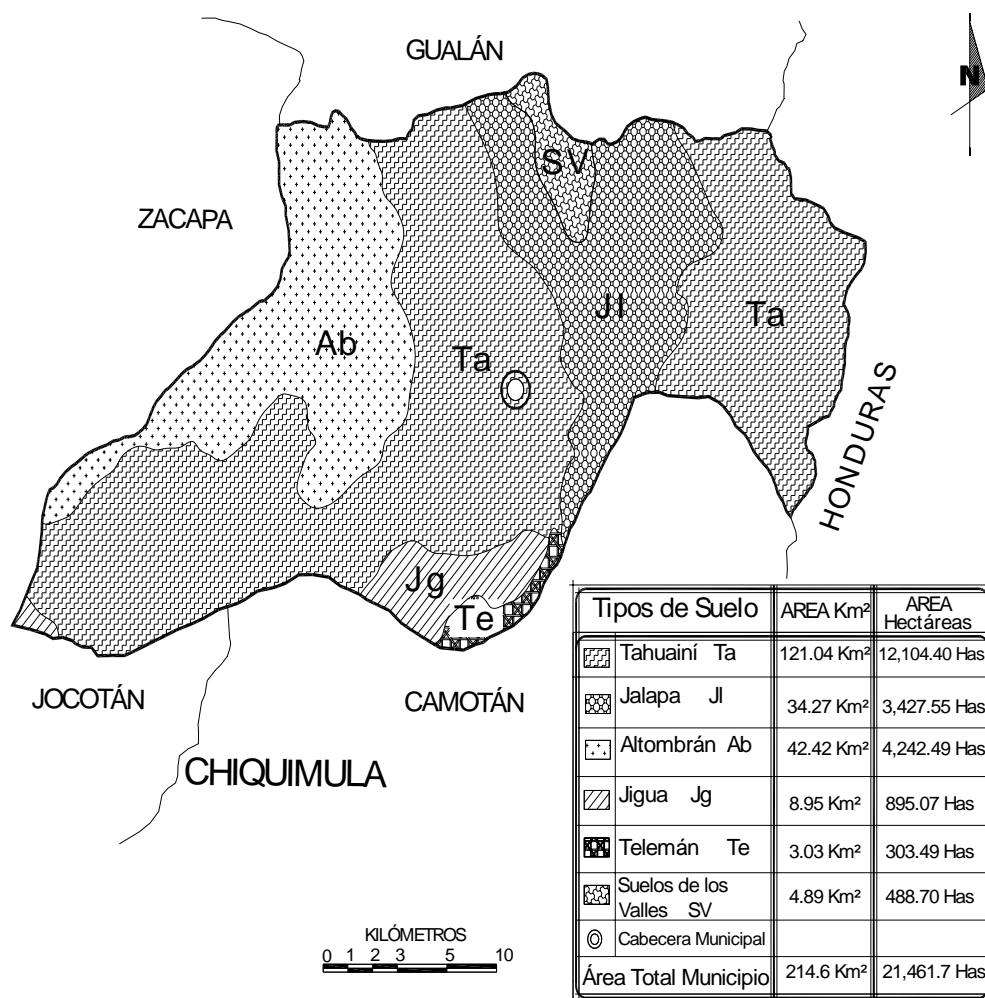 GUALÁN
N
ZACAPA
SV
Jl
Ta
Ab
Ta
HONDURAS
Jg
Te
JOCOTÁN
CAMOTÁN
CHIQUIMULA
KILÓMETROS
0 1 2 3 5 10
Tipos de Suelo AREA Km² AREA Hectáreas
Tahuainí Ta 121.04 Km² 12,104.40 Has
Jalapa Jl 34.27 Km² 3,427.55 Has
Altombrán Ab 42.42 Km² 4,242.49 Has
Jigua Jg 8.95 Km² 895.07 Has
Telemán Te 3.03 Km² 303.49 Has
Suelos de los
Valles SV 4.89 Km² 488.70 Has
Cabecera Municipal
Área Total Municipio 214.6 Km² 21,461.7 Has